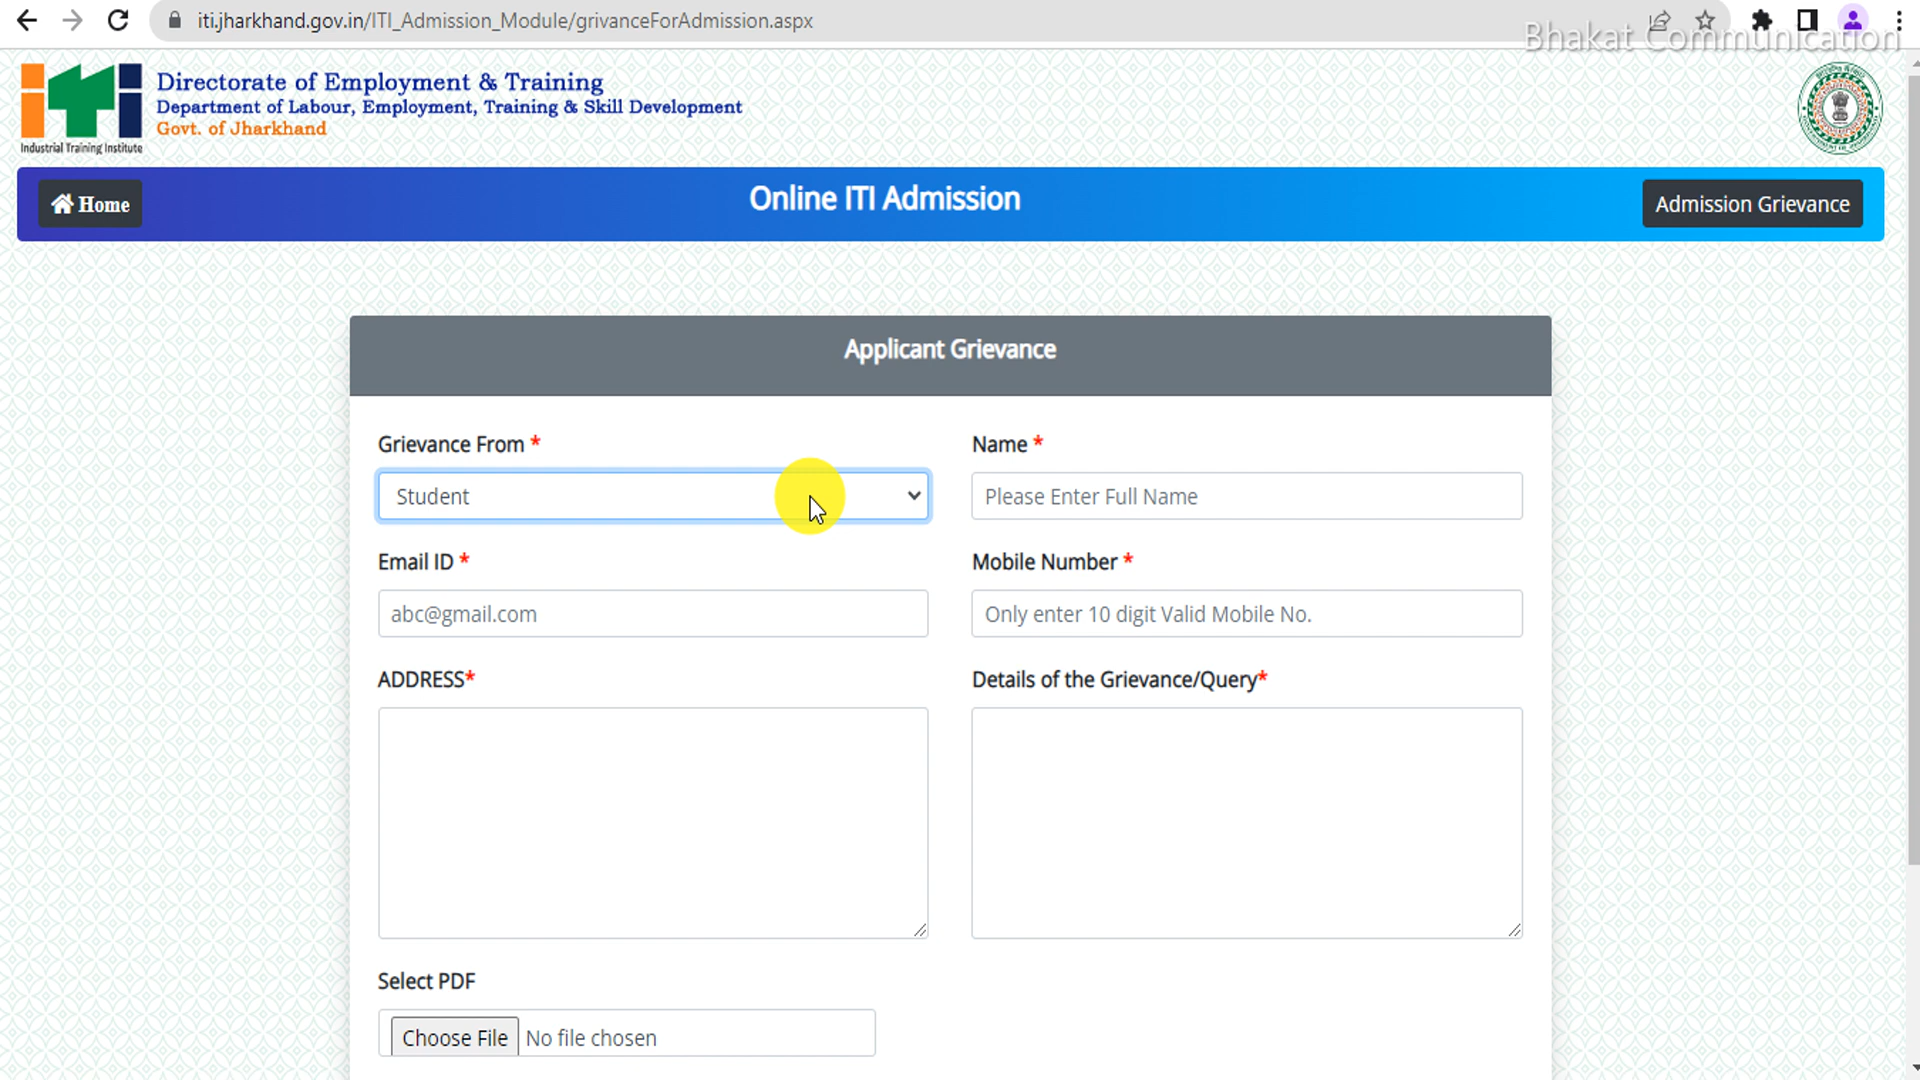 iti.jharkhand.gov.in/ITI_Admission_Module/grivanceForAdmission.aspx
Bhakat Communication
Directorate of Employment & Training
Department of Labour, Employment, Training & Skill Development
Govt. of Jharkhand
iTi
Industrial Training Institute
Home
Online ITI Admission
Admission Grievance
Applicant Grievance
Grievance From *
Name *
Student
Please Enter Full Name
Email ID *
Mobile Number *
abc@gmail.com
Only enter 10 digit Valid Mobile No.
ADDRESS*
Details of the Grievance/Query*
Select PDF
Choose File No file chosen